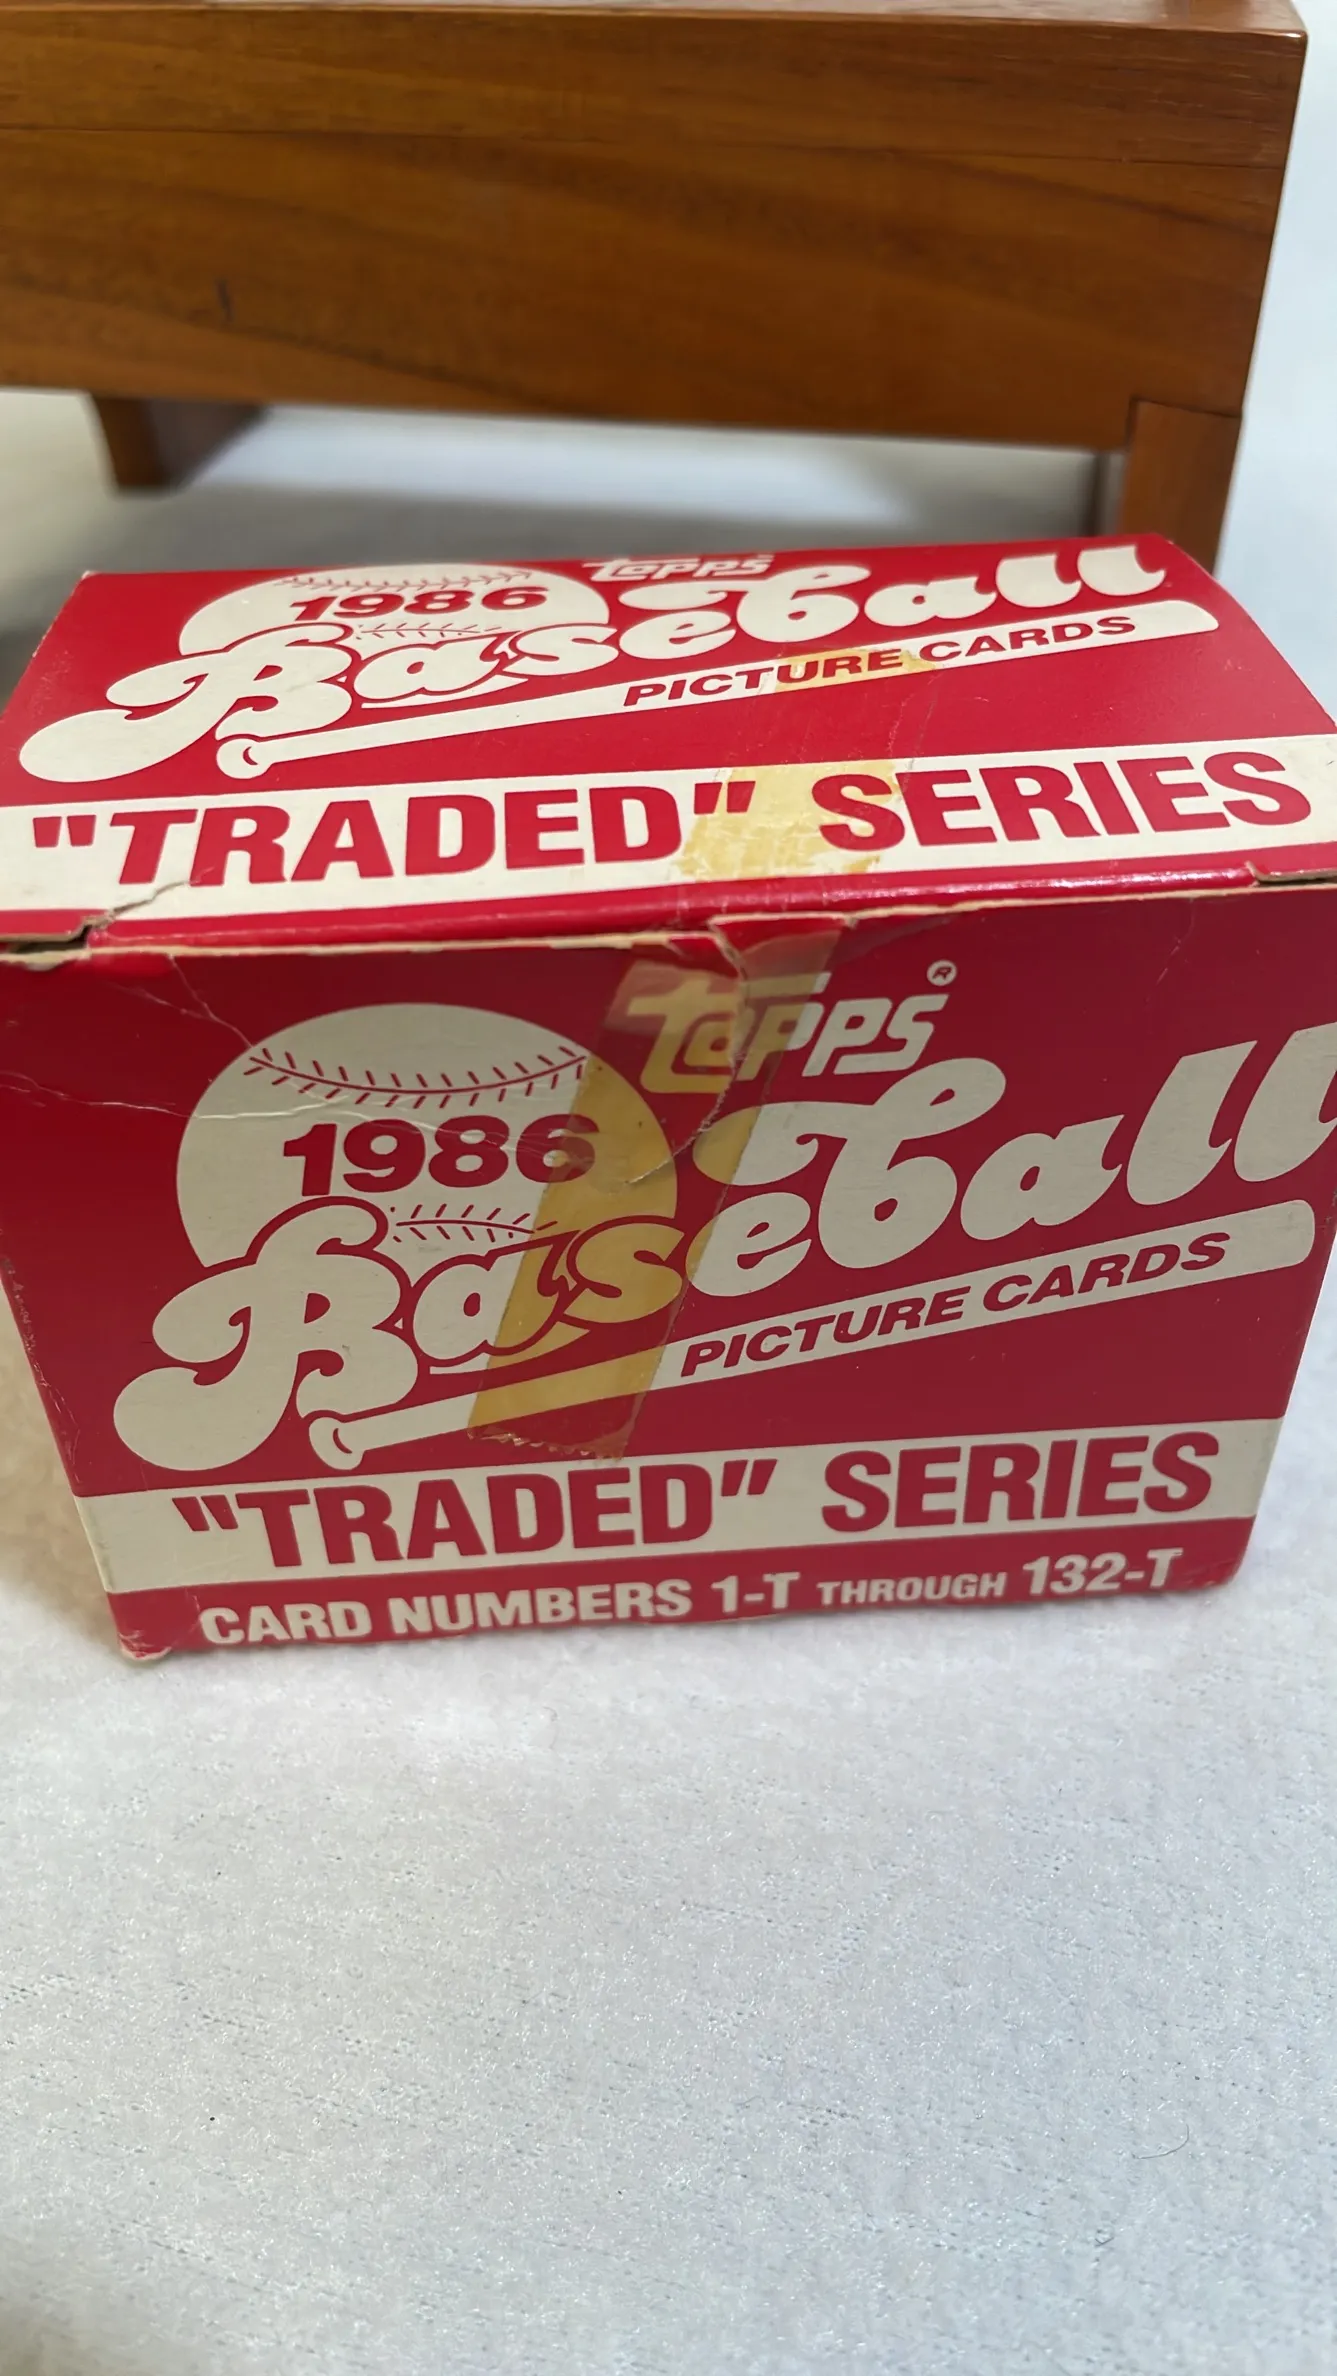 topps
1986
Baseball
PICTURE CARDS
"TRADED" SERIES
topps®
1986
Baseball
PICTURE CARDS
"TRADED" SERIES
CARD NUMBERS 1-T THROUGH 132-T